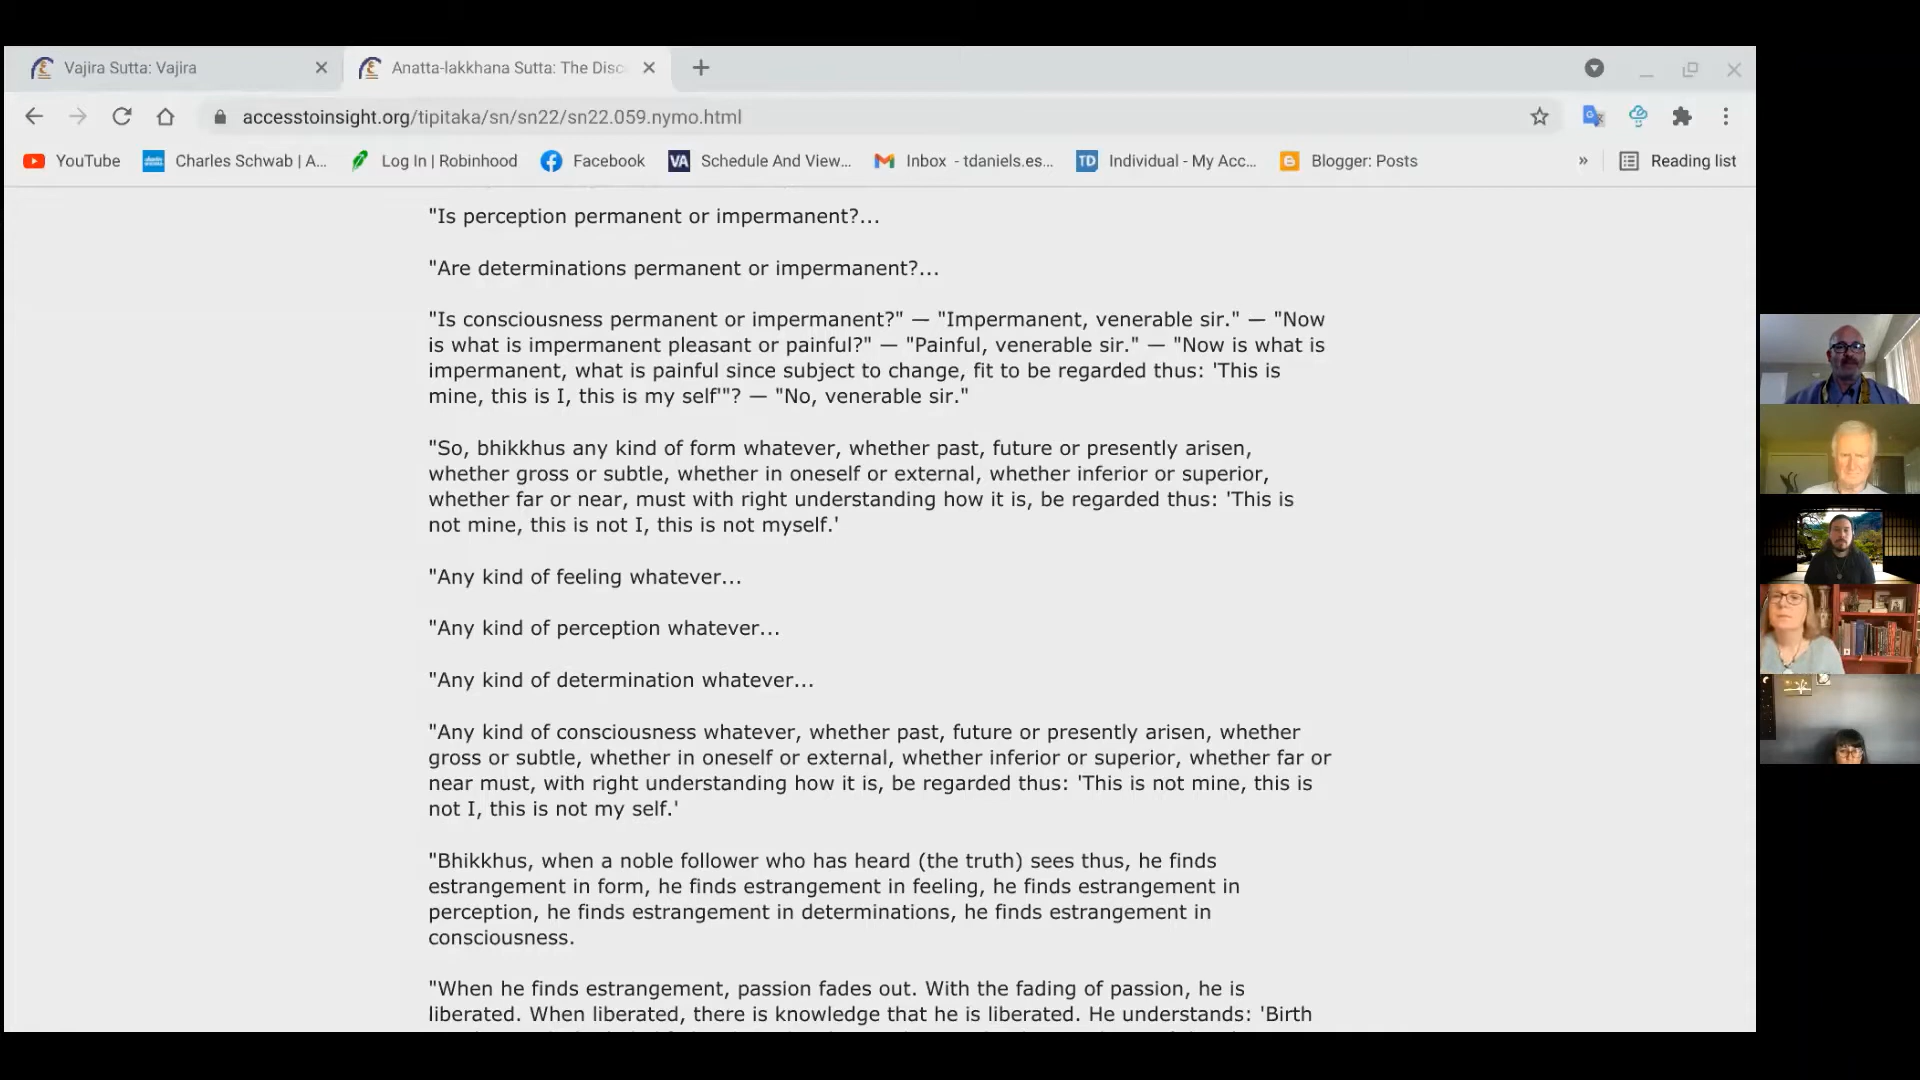 Vajira Sutta: Vajira
Anatta-lakkhana Sutta: The Disc
accesstoinsight.org/tipitaka/sn/sn22/sn22.059.nymo.html
YouTube
Charles Schwab | A...
Log In | Robinhood
Facebook
VA
Schedule And View...
Inbox - tdaniels.es...
TD
Individual - My Acc...
Blogger: Posts
»
Reading list
"Is perception permanent or impermanent?...
"Are determinations permanent or impermanent?...
"Is consciousness permanent or impermanent?" — "Impermanent, venerable sir." — "Now
is what is impermanent pleasant or painful?" — "Painful, venerable sir." — "Now is what is
impermanent, what is painful since subject to change, fit to be regarded thus: 'This is
mine, this is I, this is my self'"? — "No, venerable sir."
"So, bhikkhus any kind of form whatever, whether past, future or presently arisen,
whether gross or subtle, whether in oneself or external, whether inferior or superior,
whether far or near, must with right understanding how it is, be regarded thus: 'This is
not mine, this is not I, this is not myself.'
"Any kind of feeling whatever...
"Any kind of perception whatever...
"Any kind of determination whatever...
"Any kind of consciousness whatever, whether past, future or presently arisen, whether
gross or subtle, whether in oneself or external, whether inferior or superior, whether far or
near must, with right understanding how it is, be regarded thus: 'This is not mine, this is
not I, this is not my self.'
"Bhikkhus, when a noble follower who has heard (the truth) sees thus, he finds
estrangement in form, he finds estrangement in feeling, he finds estrangement in
perception, he finds estrangement in determinations, he finds estrangement in
consciousness.
"When he finds estrangement, passion fades out. With the fading of passion, he is
liberated. When liberated, there is knowledge that he is liberated. He understands: 'Birth